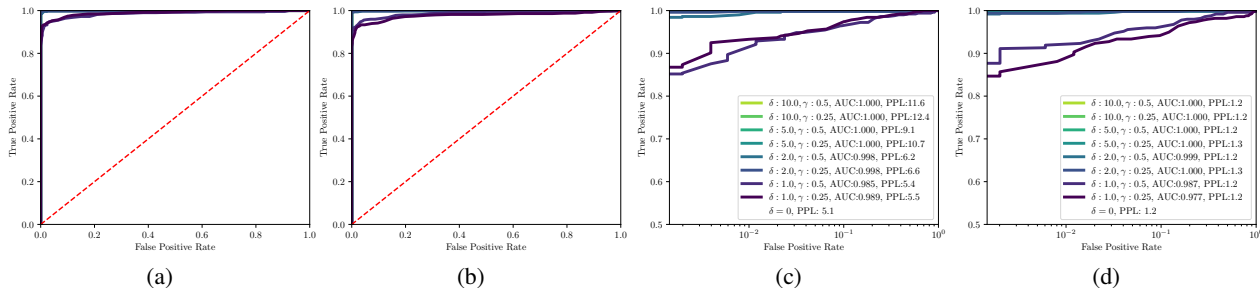 1.0
0.8
0.6
0.4
0.2
0.0
True Positive Rate
0.0 0.2 0.4 0.6 0.8 1.0
False Positive Rate
(a)
1.0
0.8
0.6
0.4
0.2
0.0
True Positive Rate
0.0 0.2 0.4 0.6 0.8 1.0
False Positive Rate
(b)
1.0
0.9
0.8
0.7
0.6
0.5
True Positive Rate
δ : 10.0, γ : 0.5, AUC:1.000, PPL:11.6
δ : 10.0, γ : 0.25, AUC:1.000, PPL:12.4
δ : 5.0, γ : 0.5, AUC:1.000, PPL:9.1
δ : 5.0, γ : 0.25, AUC:1.000, PPL:10.7
δ : 2.0, γ : 0.5, AUC:0.998, PPL:6.2
δ : 2.0, γ : 0.25, AUC:0.998, PPL:6.6
δ : 1.0, γ : 0.5, AUC:0.985, PPL:5.4
δ : 1.0, γ : 0.25, AUC:0.989, PPL:5.5
δ = 0, PPL: 5.1
10⁻² 10⁻¹ 10⁰
False Positive Rate
(c)
1.0
0.9
0.8
0.7
0.6
0.5
True Positive Rate
δ : 10.0, γ : 0.5, AUC:1.000, PPL:1.2
δ : 10.0, γ : 0.25, AUC:1.000, PPL:1.2
δ : 5.0, γ : 0.5, AUC:1.000, PPL:1.2
δ : 5.0, γ : 0.25, AUC:1.000, PPL:1.3
δ : 2.0, γ : 0.5, AUC:0.999, PPL:1.2
δ : 2.0, γ : 0.25, AUC:1.000, PPL:1.3
δ : 1.0, γ : 0.5, AUC:0.987, PPL:1.2
δ : 1.0, γ : 0.25, AUC:0.977, PPL:1.2
δ = 0, PPL: 1.2
10⁻² 10⁻¹ 10⁰
False Positive Rate
(d)